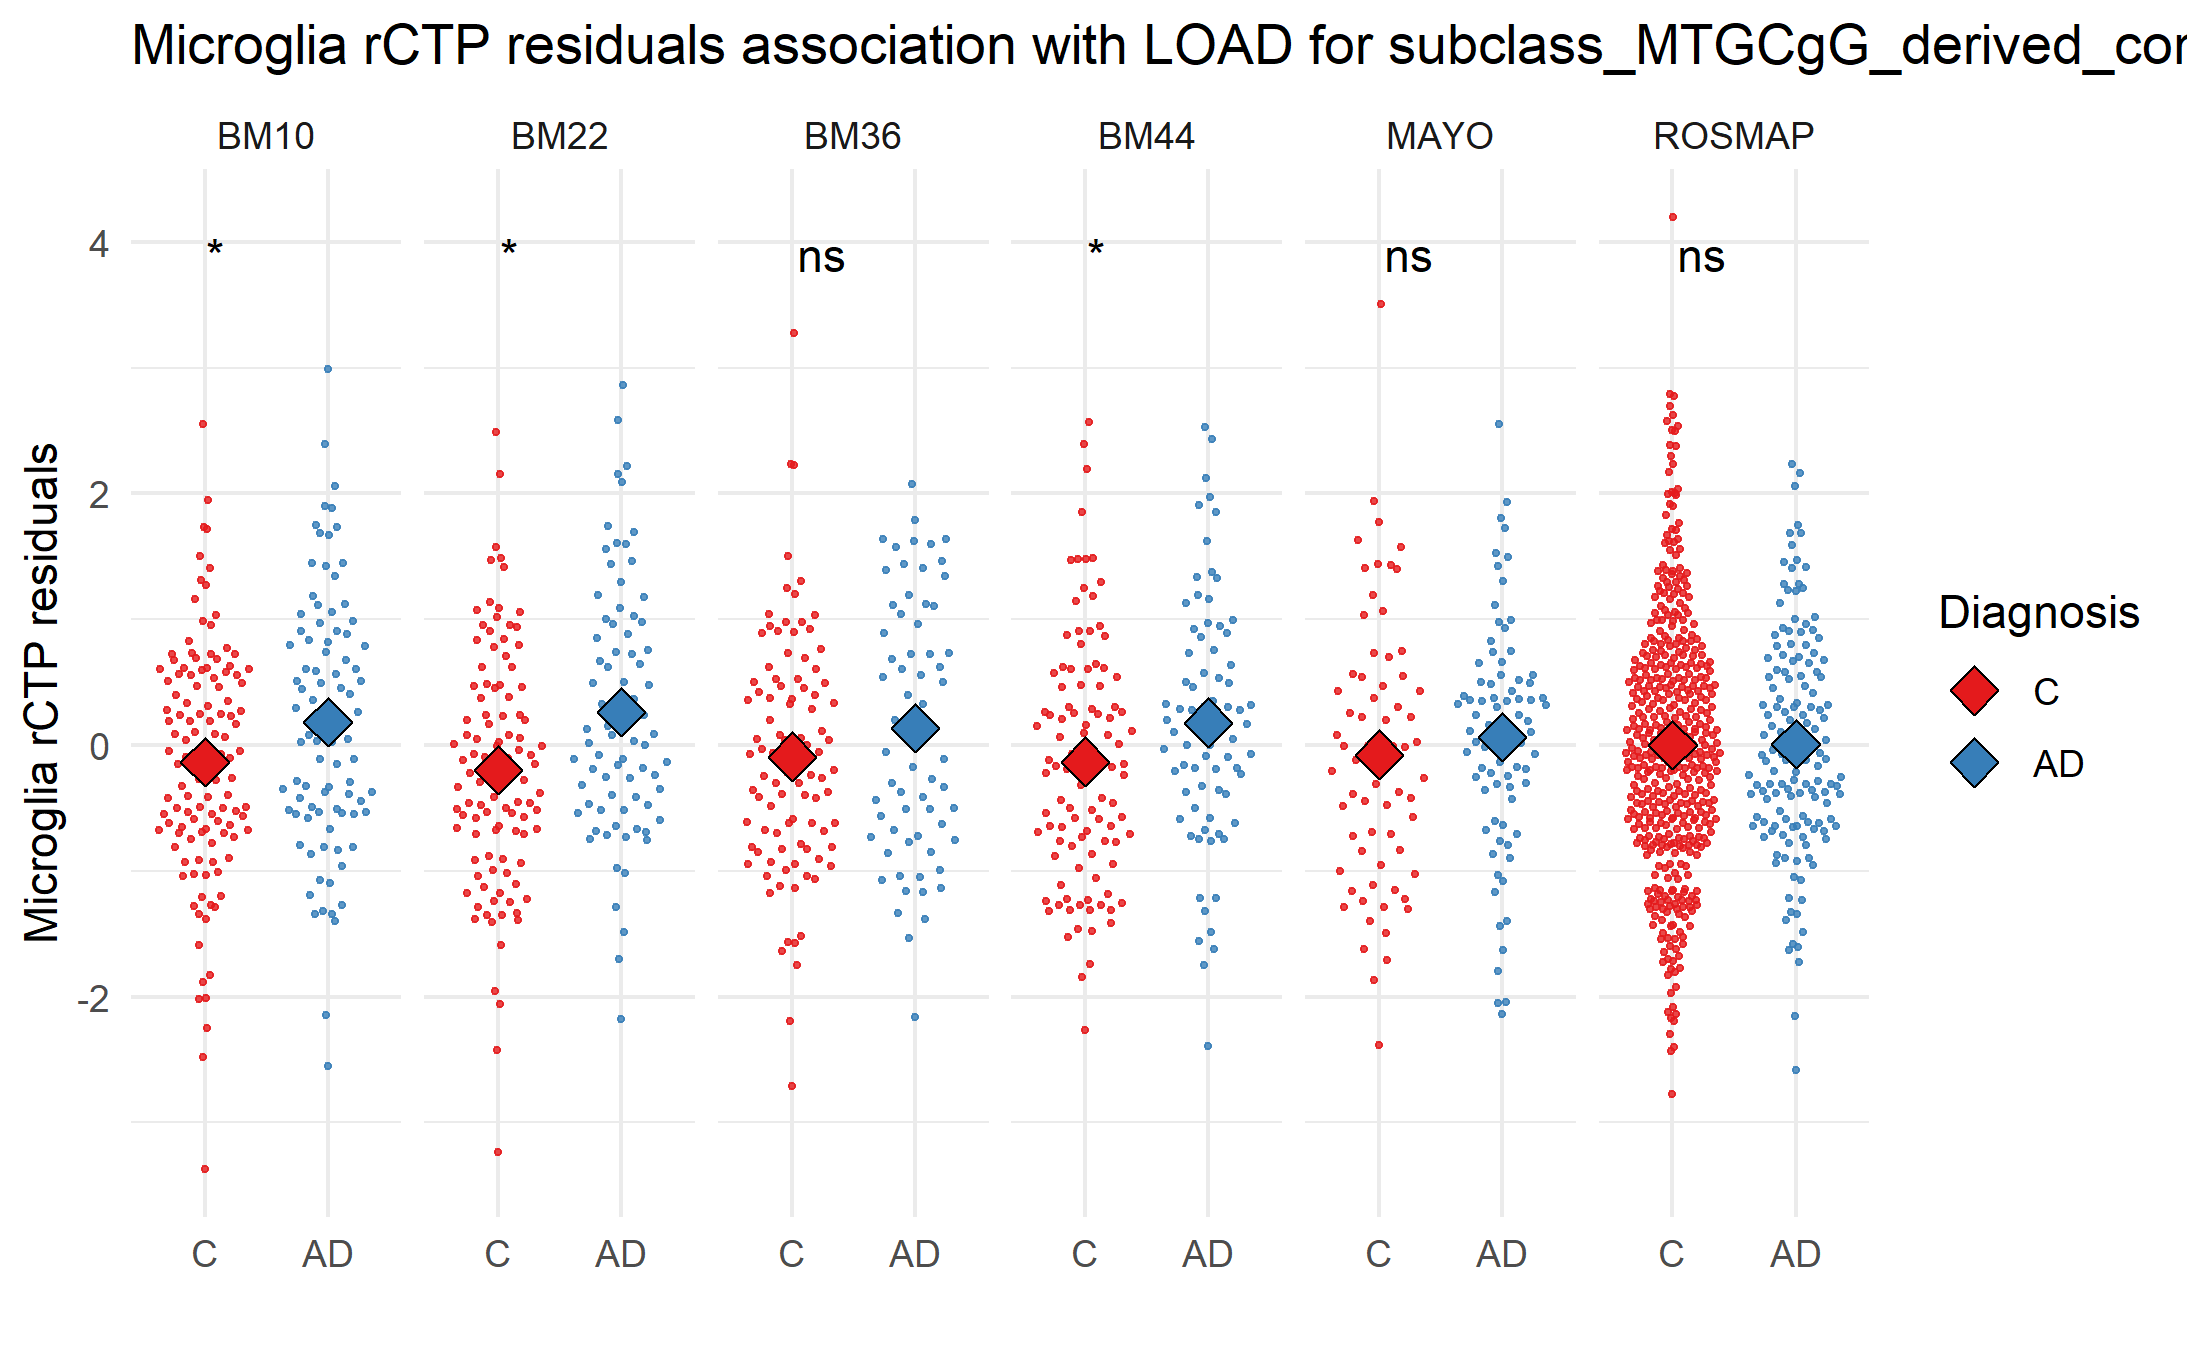 Microglia rCTP residuals association with LOAD for subclass_MTGCgG_derived_cor
BM10 BM22 BM36 BM44 MAYO ROSMAP
* * ns * ns ns
4
2
0
-2
Microglia rCTP residuals
C AD C AD C AD C AD C AD C AD
Diagnosis
C
AD